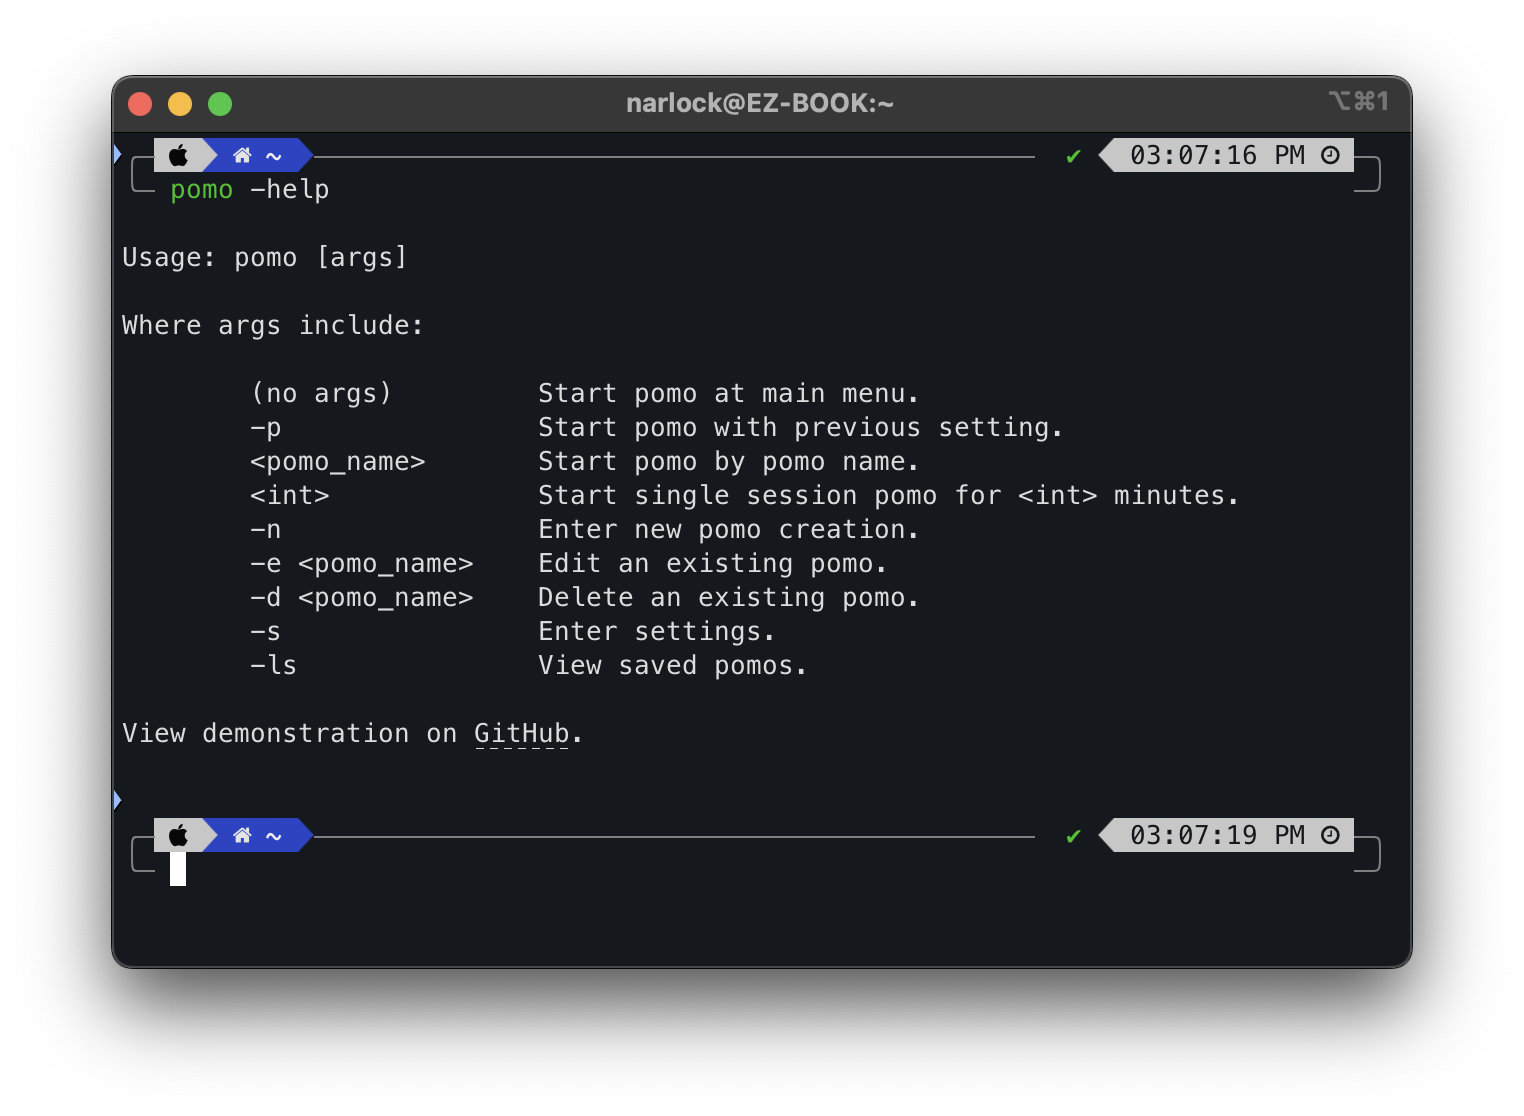 narlock@EZ-BOOK:~ ⌥⌘1
~ ✔ 03:07:16 PM
pomo -help
Usage: pomo [args]
Where args include:
(no args) Start pomo at main menu.
-p Start pomo with previous setting.
<pomo_name> Start pomo by pomo name.
<int> Start single session pomo for <int> minutes.
-n Enter new pomo creation.
-e <pomo_name> Edit an existing pomo.
-d <pomo_name> Delete an existing pomo.
-s Enter settings.
-ls View saved pomos.
View demonstration on GitHub.
~ ✔ 03:07:19 PM